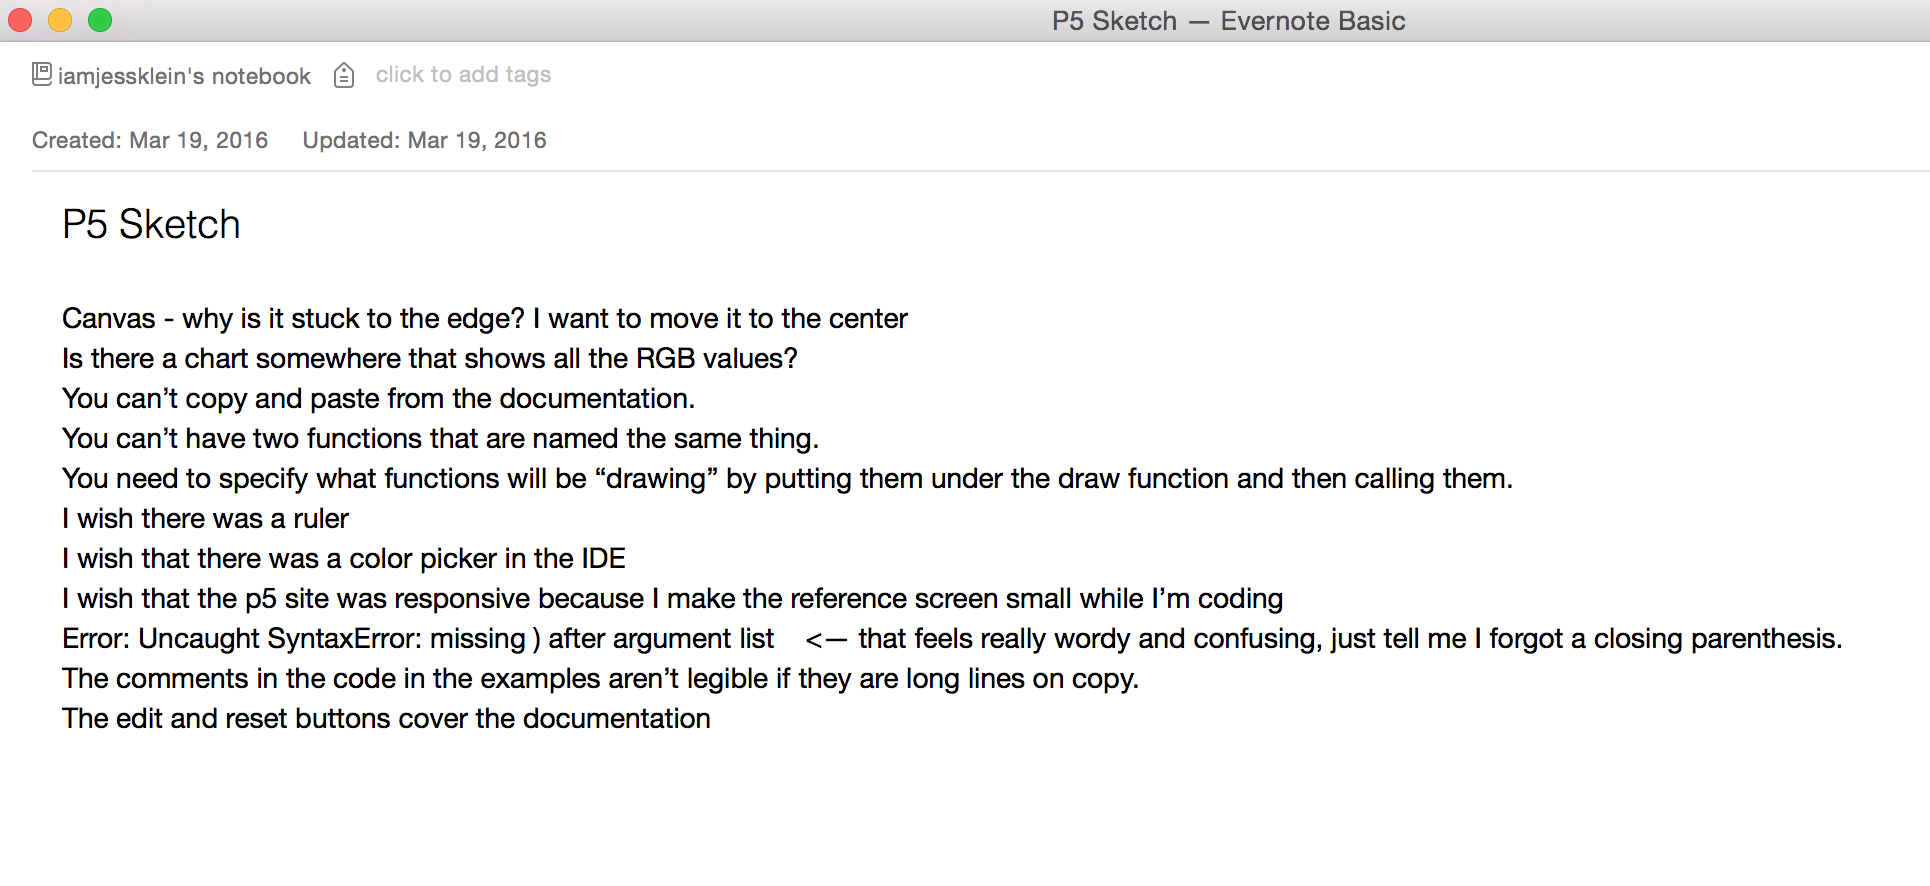 P5 Sketch — Evernote Basic
iamjessklein's notebook click to add tags
Created: Mar 19, 2016 Updated: Mar 19, 2016
P5 Sketch
Canvas - why is it stuck to the edge? I want to move it to the center
Is there a chart somewhere that shows all the RGB values?
You can’t copy and paste from the documentation.
You can’t have two functions that are named the same thing.
You need to specify what functions will be “drawing” by putting them under the draw function and then calling them.
I wish there was a ruler
I wish that there was a color picker in the IDE
I wish that the p5 site was responsive because I make the reference screen small while I’m coding
Error: Uncaught SyntaxError: missing ) after argument list <— that feels really wordy and confusing, just tell me I forgot a closing parenthesis.
The comments in the code in the examples aren’t legible if they are long lines on copy.
The edit and reset buttons cover the documentation